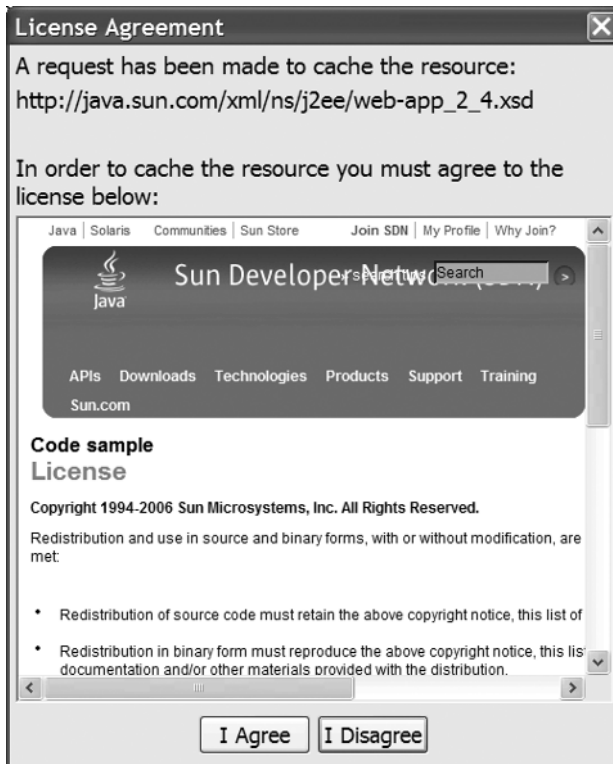 License Agreement
A request has been made to cache the resource:
http://java.sun.com/xml/ns/j2ee/web-app_2_4.xsd
In order to cache the resource you must agree to the
license below:
Java | Solaris Communities | Sun Store Join SDN | My Profile | Why Join?
Java
Sun Developer Network (SDN)
» search tips Search
APIs Downloads Technologies Products Support Training
Sun.com
Code sample
License
Copyright 1994-2006 Sun Microsystems, Inc. All Rights Reserved.
Redistribution and use in source and binary forms, with or without modification, are
met:
• Redistribution of source code must retain the above copyright notice, this list of
• Redistribution in binary form must reproduce the above copyright notice, this lis
documentation and/or other materials provided with the distribution.
I Agree I Disagree